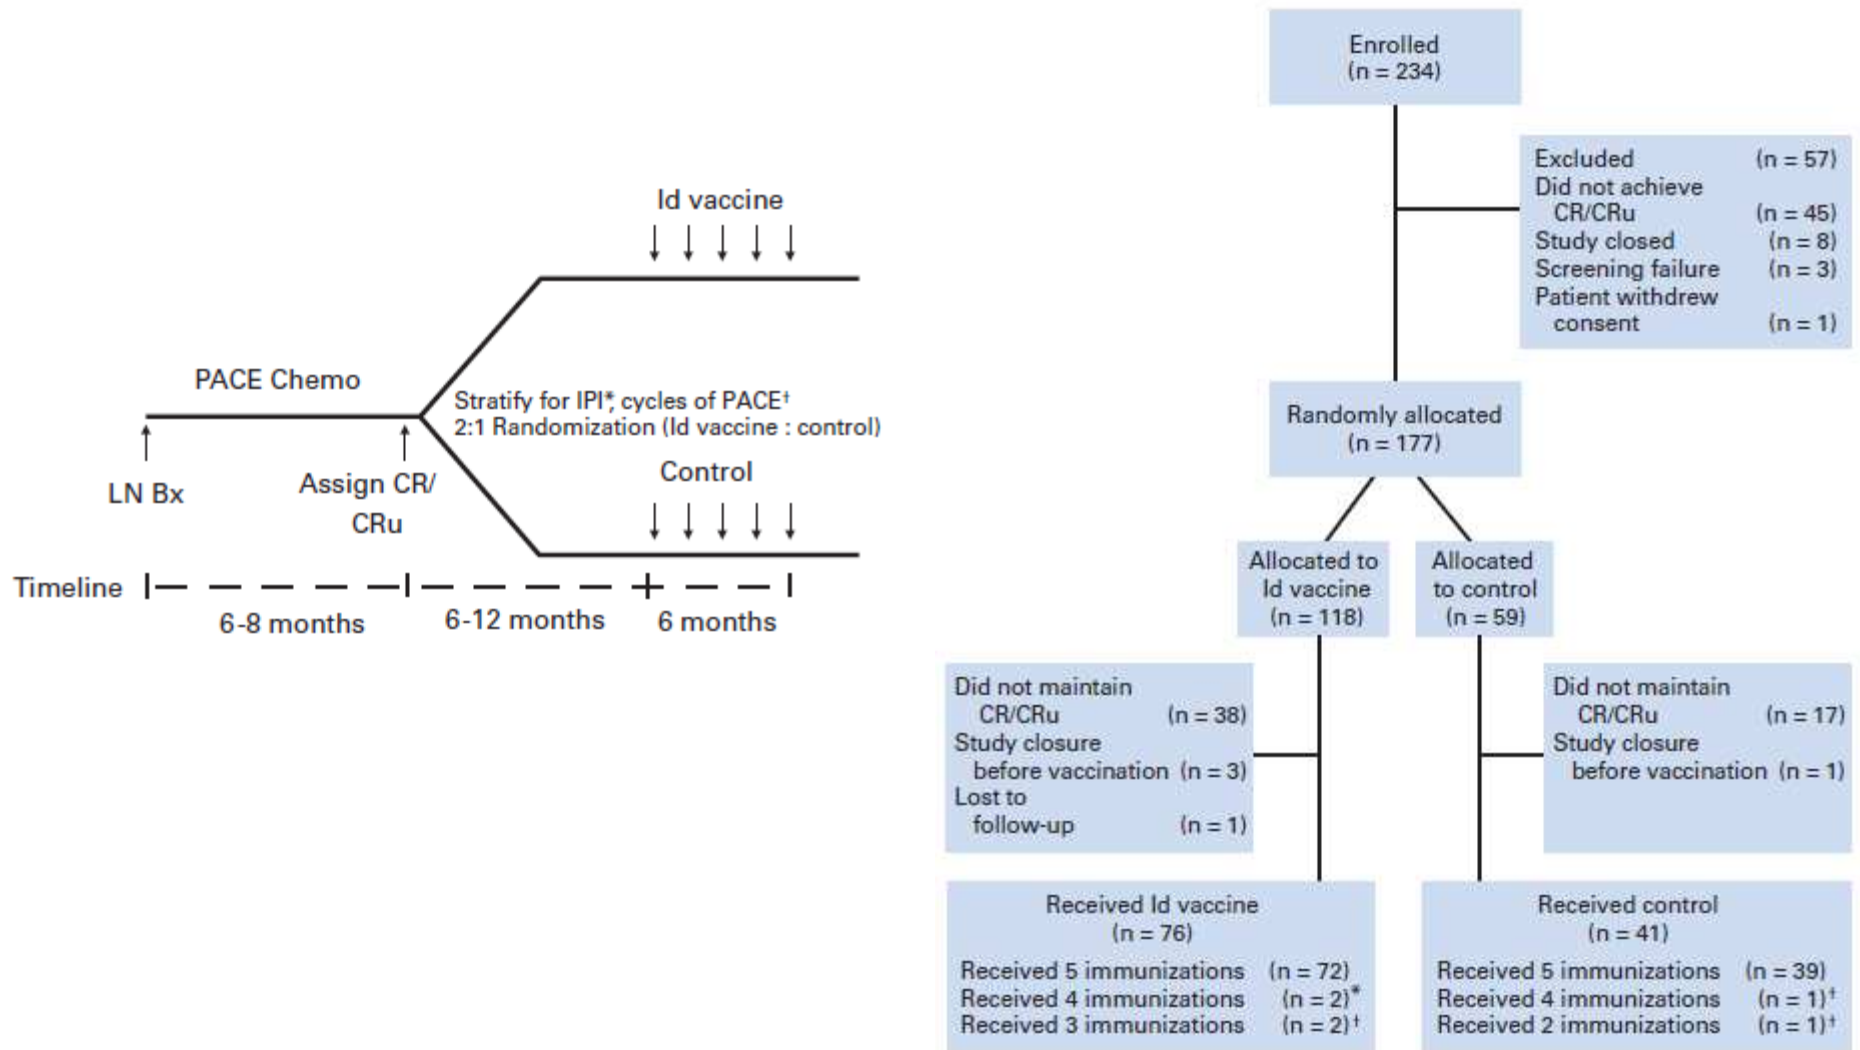 Id vaccine
PACE Chemo
Stratify for IPI*, cycles of PACE†
2:1 Randomization (Id vaccine : control)
Control
LN Bx
Assign CR/
CRu
Timeline
6-8 months
6-12 months
6 months
Enrolled
(n = 234)
Excluded (n = 57)
Did not achieve
CR/CRu (n = 45)
Study closed (n = 8)
Screening failure (n = 3)
Patient withdrew
consent (n = 1)
Randomly allocated
(n = 177)
Allocated to
Id vaccine
(n = 118)
Allocated
to control
(n = 59)
Did not maintain
CR/CRu (n = 38)
Study closure
before vaccination (n = 3)
Lost to
follow-up (n = 1)
Did not maintain
CR/CRu (n = 17)
Study closure
before vaccination (n = 1)
Received Id vaccine
(n = 76)
Received 5 immunizations (n = 72)
Received 4 immunizations (n = 2)*
Received 3 immunizations (n = 2)†
Received control
(n = 41)
Received 5 immunizations (n = 39)
Received 4 immunizations (n = 1)†
Received 2 immunizations (n = 1)†